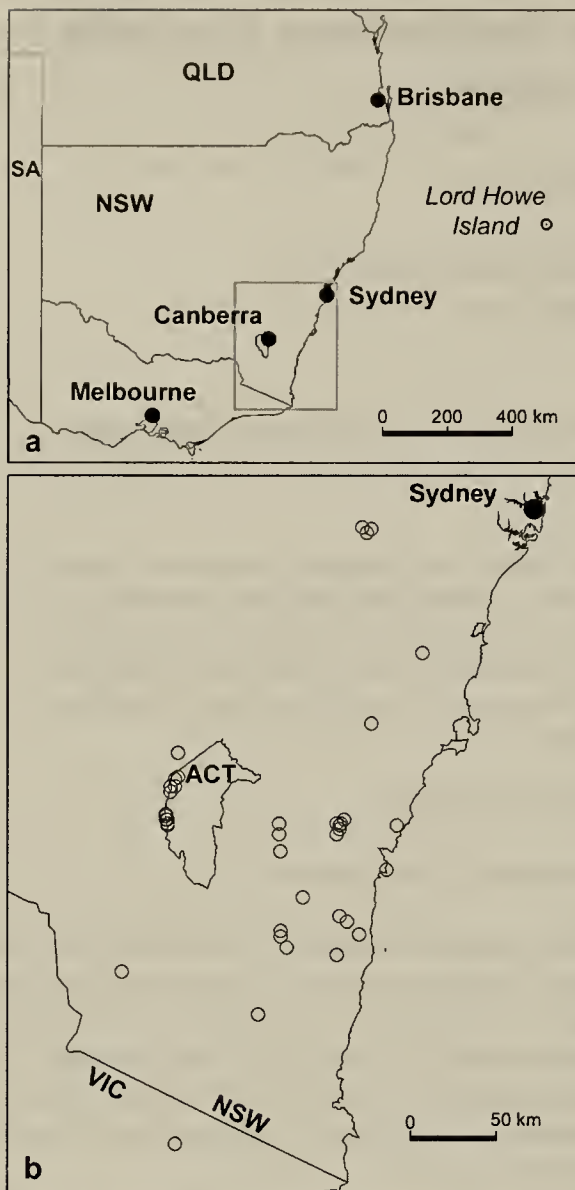 QLD
Brisbane
SA
NSW
Lord Howe
Island
Sydney
Canberra
Melbourne
0 200 400 km
a
Sydney
ACT
VIC
NSW
0 50 km
b